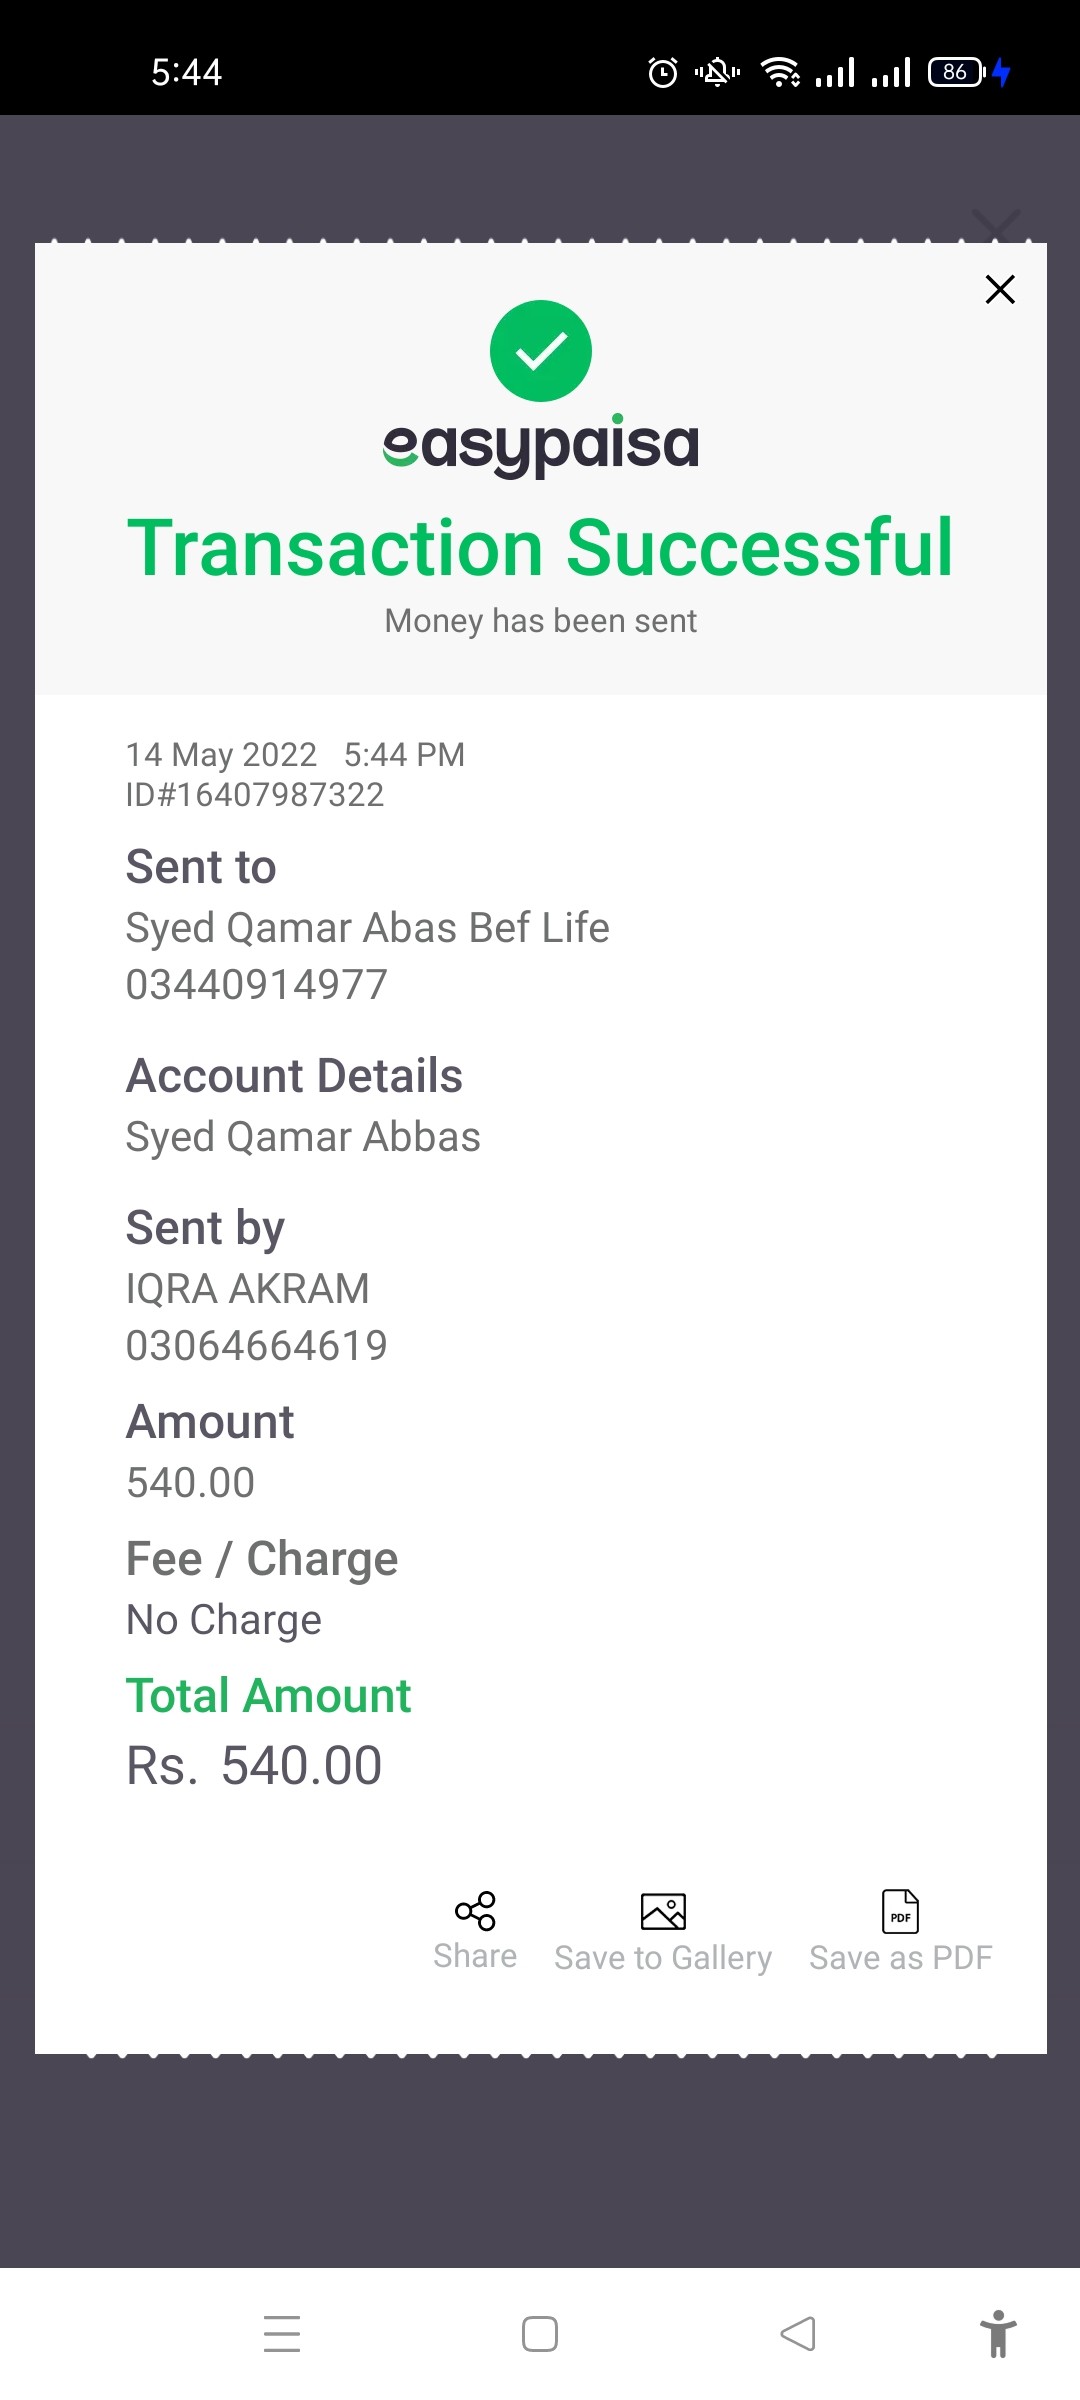 5:44
86
easypaisa
Transaction Successful
Money has been sent
14 May 2022 5:44 PM
ID#16407987322
Sent to
Syed Qamar Abas Bef Life
03440914977
Account Details
Syed Qamar Abbas
Sent by
IQRA AKRAM
03064664619
Amount
540.00
Fee / Charge
No Charge
Total Amount
Rs. 540.00
PDF
Share Save to Gallery Save as PDF